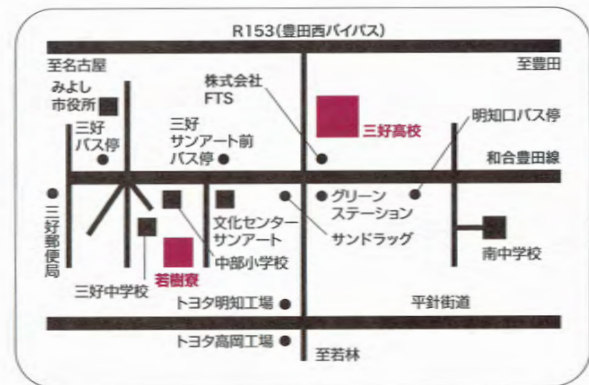 R153(豊田西バイパス)
至名古屋
至豊田
みよし
市役所
株式会社
FTS
三好
バス停
三好
サンアート前
バス停
三好高校
明知口バス停
和合豊田線
三好郵便局
三好中学校
若樹寮
中部小学校
文化センター
サンアート
グリーン
ステーション
サンドラッグ
南中学校
トヨタ明知工場
平針街道
トヨタ高岡工場
至若林